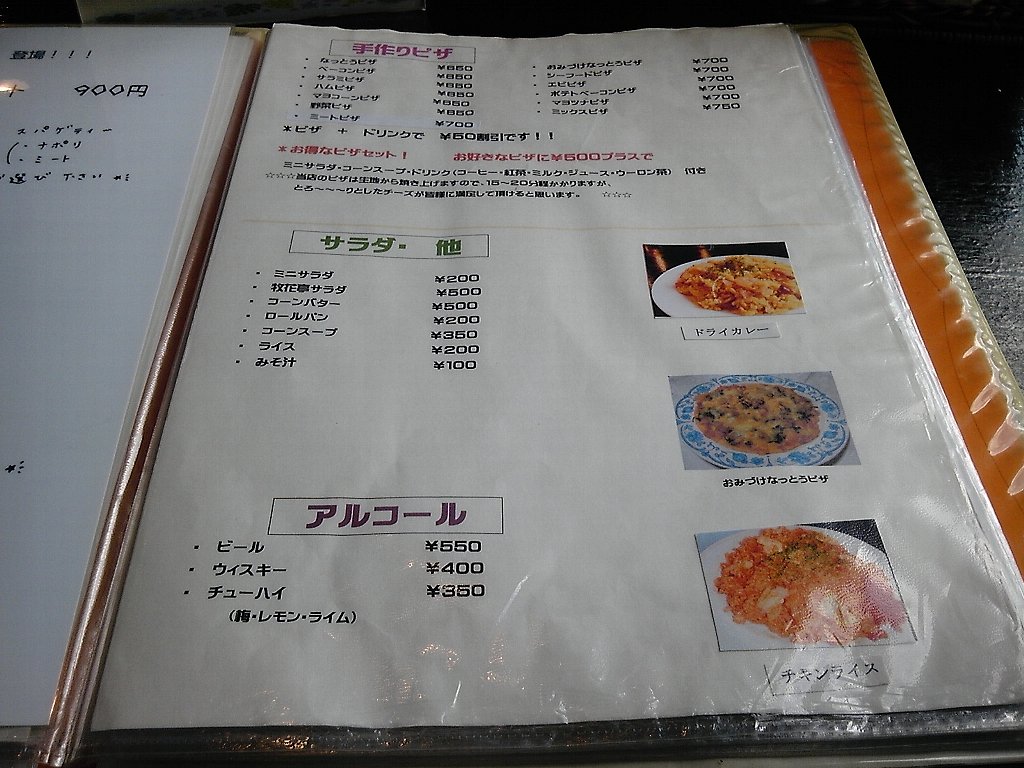 登場！！！
900円
スパゲティー
(・ナポリ
・ミート
選び下さい
手作りピザ
・なっとうピザ ¥650
・ベーコンピザ ¥650
・サラミピザ ¥650
・ハムピザ ¥650
・マヨコーンピザ ¥650
・野菜ピザ ¥650
・ミートピザ ¥700
・おみづけなっとうピザ ¥700
・シーフードピザ ¥700
・エビピザ ¥700
・ポテトベーコンピザ ¥700
・マヨツナピザ ¥700
・ミックスピザ ¥750
＊ピザ ＋ ドリンクで ¥50割引です！！
＊お得なピザセット！ お好きなピザに¥500プラスで
ミニサラダ・コーンスープ・ドリンク(コーヒー・紅茶・ミルク・ジュース・ウーロン茶) 付き
☆☆☆当店のピザは生地から焼き上げますので、15～20分程かかりますが、
とろ～～～りとしたチーズが皆様に満足して頂けると思います。 ☆☆☆
サラダ・ 他
・ミニサラダ ¥200
・牧花亭サラダ ¥500
・コーンバター ¥500
・ロールパン ¥200
・コーンスープ ¥350
・ライス ¥200
・みそ汁 ¥100
ドライカレー
おみづけなっとうピザ
アルコール
・ビール ¥550
・ウィスキー ¥400
・チューハイ ¥350
(梅・レモン・ライム)
チキンライス